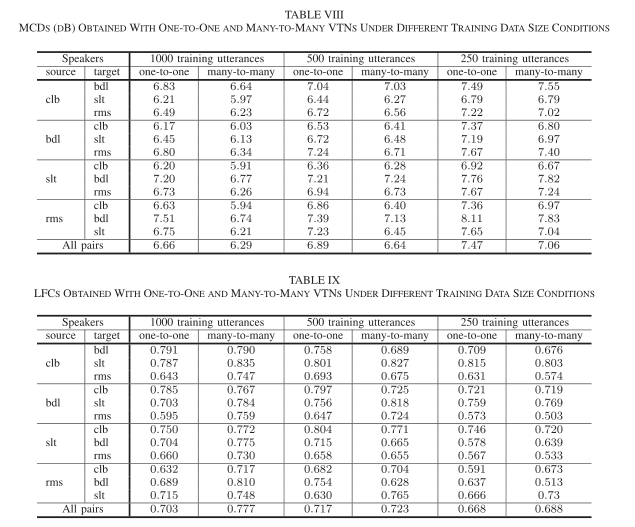 TABLE VIII
MCDS (DB) OBTAINED WITH ONE-TO-ONE AND MANY-TO-MANY VTNS UNDER DIFFERENT TRAINING DATA SIZE CONDITIONS
Speakers 1000 training utterances 500 training utterances 250 training utterances
source target one-to-one many-to-many one-to-one many-to-many one-to-one many-to-many
bdl 6.83 6.64 7.04 7.03 7.49 7.55
clb slt 6.21 5.97 6.44 6.27 6.79 6.79
rms 6.49 6.23 6.72 6.56 7.22 7.02
clb 6.17 6.03 6.53 6.41 7.37 6.80
bdl slt 6.45 6.13 6.72 6.48 7.19 6.97
rms 6.80 6.34 7.24 6.71 7.67 7.40
clb 6.20 5.91 6.36 6.28 6.92 6.67
slt bdl 7.20 6.77 7.21 7.24 7.76 7.82
rms 6.73 6.26 6.94 6.73 7.67 7.24
clb 6.63 5.94 6.86 6.40 7.36 6.97
rms bdl 7.51 6.74 7.39 7.13 8.11 7.83
slt 6.75 6.21 7.23 6.45 7.65 7.04
All pairs 6.66 6.29 6.89 6.64 7.47 7.06
TABLE IX
LFCS OBTAINED WITH ONE-TO-ONE AND MANY-TO-MANY VTNS UNDER DIFFERENT TRAINING DATA SIZE CONDITIONS
Speakers 1000 training utterances 500 training utterances 250 training utterances
source target one-to-one many-to-many one-to-one many-to-many one-to-one many-to-many
bdl 0.791 0.790 0.758 0.689 0.709 0.676
clb slt 0.787 0.835 0.801 0.827 0.815 0.803
rms 0.643 0.747 0.693 0.675 0.631 0.574
clb 0.785 0.767 0.797 0.725 0.721 0.719
bdl slt 0.703 0.784 0.756 0.818 0.759 0.769
rms 0.595 0.759 0.647 0.724 0.573 0.503
clb 0.750 0.772 0.804 0.771 0.746 0.720
slt bdl 0.704 0.775 0.715 0.665 0.578 0.639
rms 0.660 0.730 0.658 0.655 0.567 0.533
clb 0.632 0.717 0.682 0.704 0.591 0.673
rms bdl 0.689 0.810 0.754 0.628 0.637 0.513
slt 0.715 0.748 0.630 0.765 0.666 0.73
All pairs 0.703 0.777 0.717 0.723 0.668 0.688